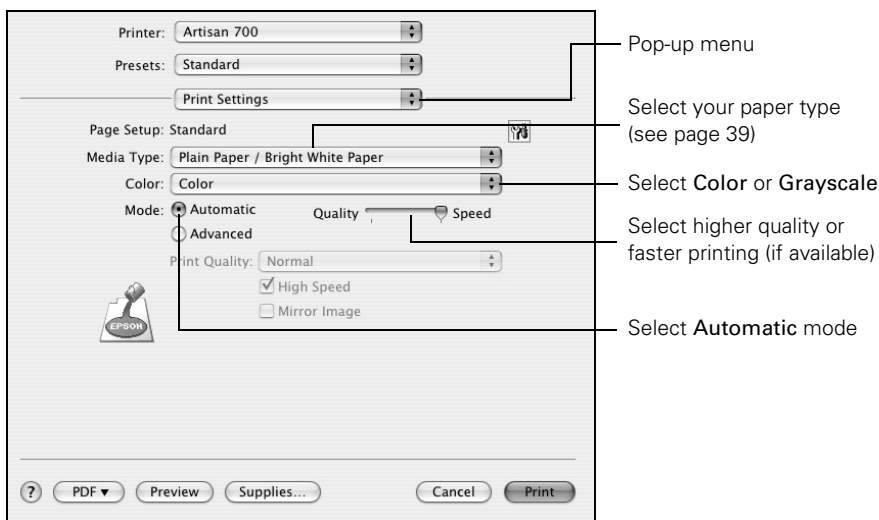 Printer: Artisan 700
Pop-up menu
Presets: Standard
Print Settings
Select your paper type
(see page 39)
Page Setup: Standard
Media Type: Plain Paper / Bright White Paper
Color: Color
Select Color or Grayscale
Mode: Automatic Quality Speed
Select higher quality or
faster printing (if available)
Advanced
Print Quality: Normal
High Speed
Mirror Image
EPSON
Select Automatic mode
? PDF Preview Supplies... Cancel Print